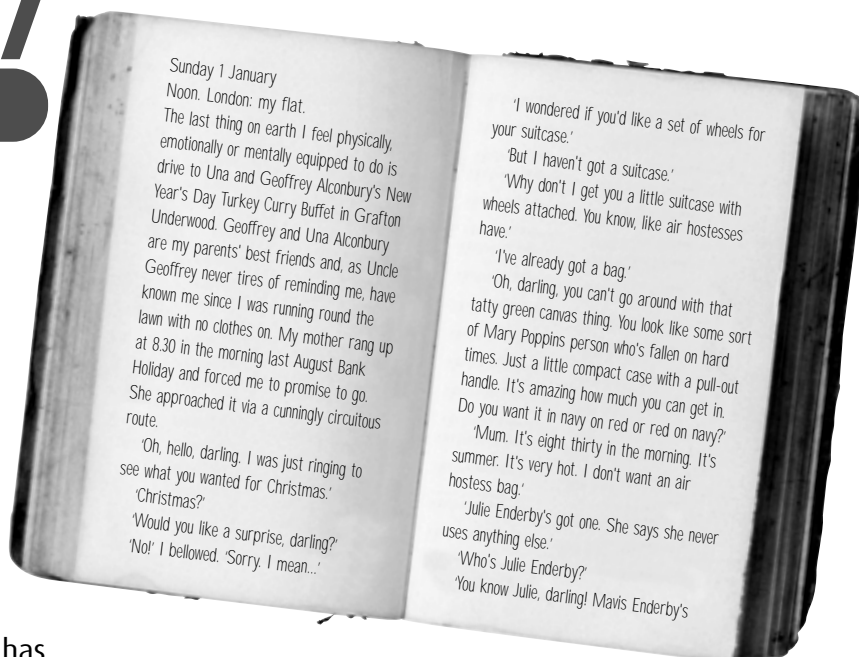 Sunday 1 January
Noon. London: my flat.
The last thing on earth I feel physically,
emotionally or mentally equipped to do is
drive to Una and Geoffrey Alconbury's New
Year's Day Turkey Curry Buffet in Grafton
Underwood. Geoffrey and Una Alconbury
are my parents' best friends and, as Uncle
Geoffrey never tires of reminding me, have
known me since I was running round the
lawn with no clothes on. My mother rang up
at 8.30 in the morning last August Bank
Holiday and forced me to promise to go.
She approached it via a cunningly circuitous
route.
'Oh, hello, darling. I was just ringing to
see what you wanted for Christmas.'
'Christmas?'
'Would you like a surprise, darling?'
'No!' I bellowed. 'Sorry. I mean...'
'I wondered if you'd like a set of wheels for
your suitcase.'
'But I haven't got a suitcase.'
'Why don't I get you a little suitcase with
wheels attached. You know, like air hostesses
have.'
'I've already got a bag.'
'Oh, darling, you can't go around with that
tatty green canvas thing. You look like some sort
of Mary Poppins person who's fallen on hard
times. Just a little compact case with a pull-out
handle. It's amazing how much you can get in.
Do you want it in navy on red or red on navy?'
'Mum. It's eight thirty in the morning. It's
summer. It's very hot. I don't want an air
hostess bag.'
'Julie Enderby's got one. She says she never
uses anything else.'
'Who's Julie Enderby?'
'You know Julie, darling! Mavis Enderby's
has